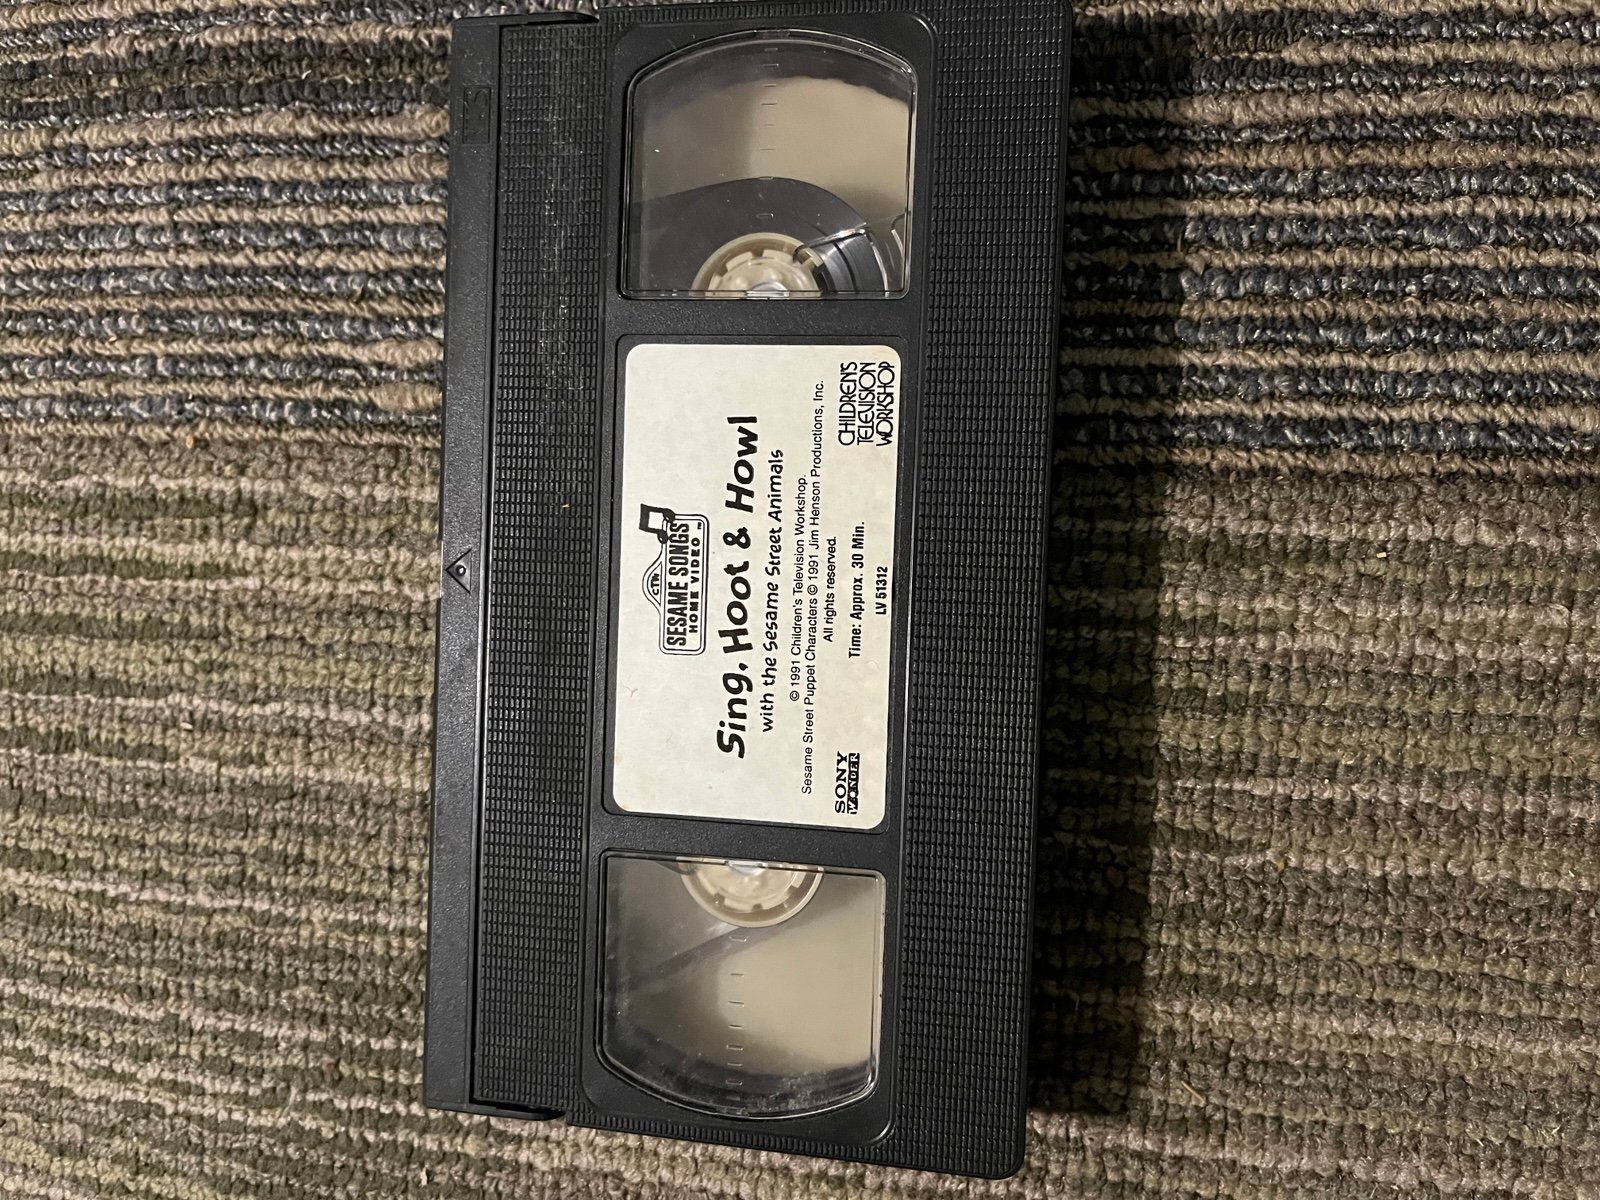 CTW
SESAME SONGS
HOME VIDEO ™
Sing, Hoot & Howl
with the Sesame Street Animals
© 1991 Children's Television Workshop.
Sesame Street Puppet Characters © 1991 Jim Henson Productions, Inc.
All rights reserved.
SONY
WONDER
Time: Approx. 30 Min.
LV 51312
CHILDREN'S
TELEVISION
WORKSHOP